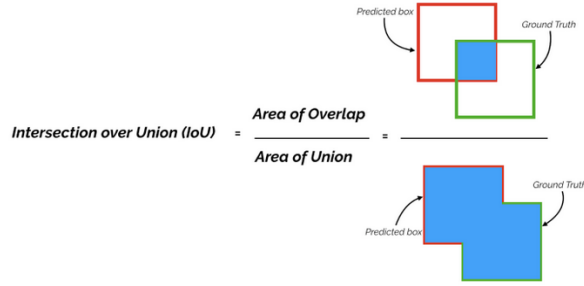 Predicted box
Ground Truth
Intersection over Union (IoU) = Area of Overlap =
Area of Union
Ground Truth
Predicted box